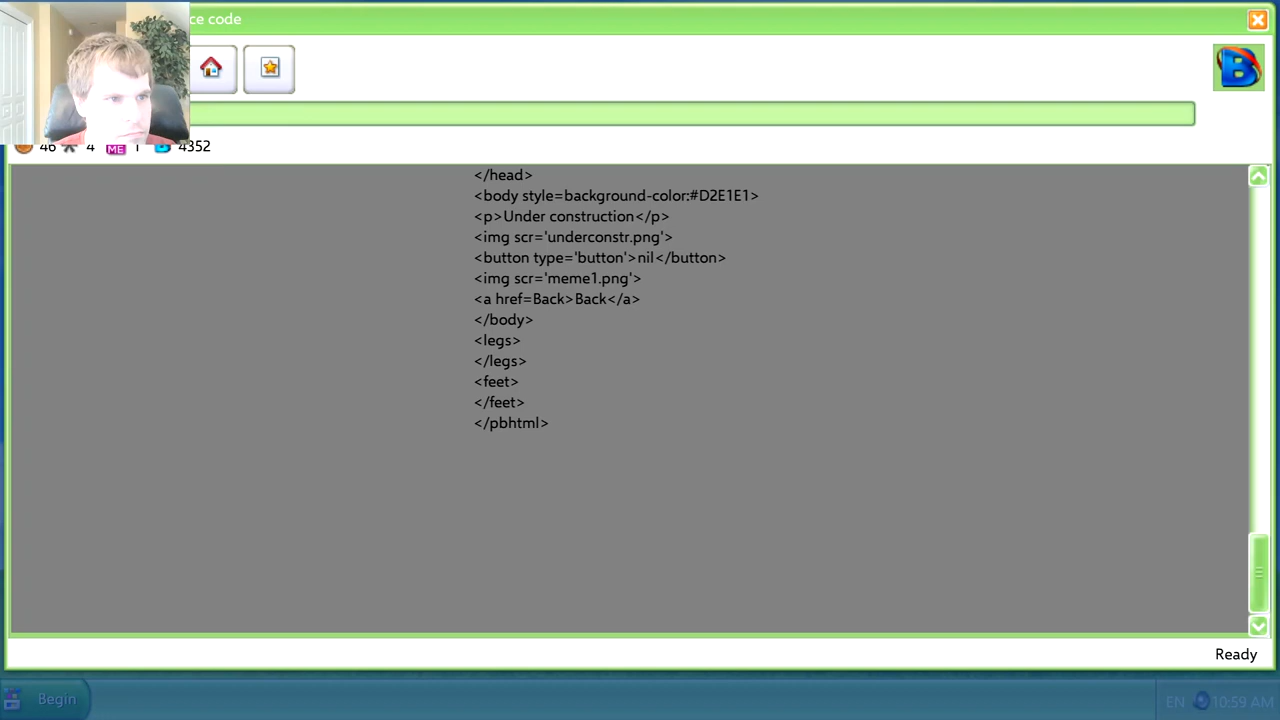 ce code
46 4 ME 1 4352
</head>
<body style=background-color:#D2E1E1>
<p>Under construction</p>
<img scr='underconstr.png'>
<button type='button'>nil</button>
<img scr='meme1.png'>
<a href=Back>Back</a>
</body>
<legs>
</legs>
<feet>
</feet>
</pbhtml>
Ready
Begin
EN 10:59 AM